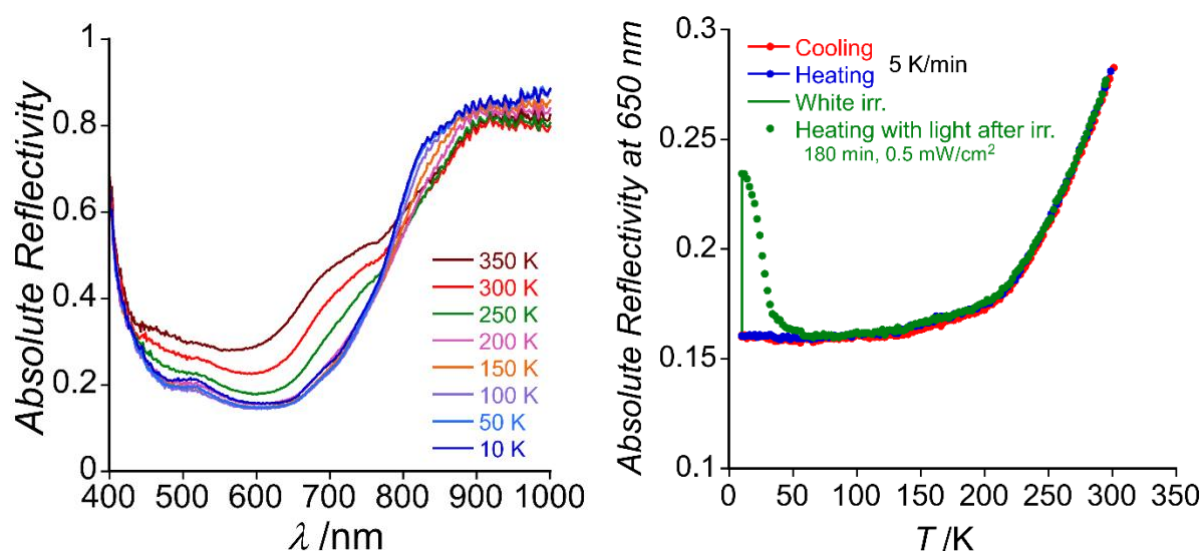 Absolute Reflectivity
1
0.8
0.6
0.4
0.2
0
350 K
300 K
250 K
200 K
150 K
100 K
50 K
10 K
400 500 600 700 800 900 1000
λ /nm
Absolute Reflectivity at 650 nm
0.3
0.25
0.2
0.15
0.1
Cooling
Heating
5 K/min
White irr.
Heating with light after irr.
180 min, 0.5 mW/cm²
0 50 100 150 200 250 300 350
T /K